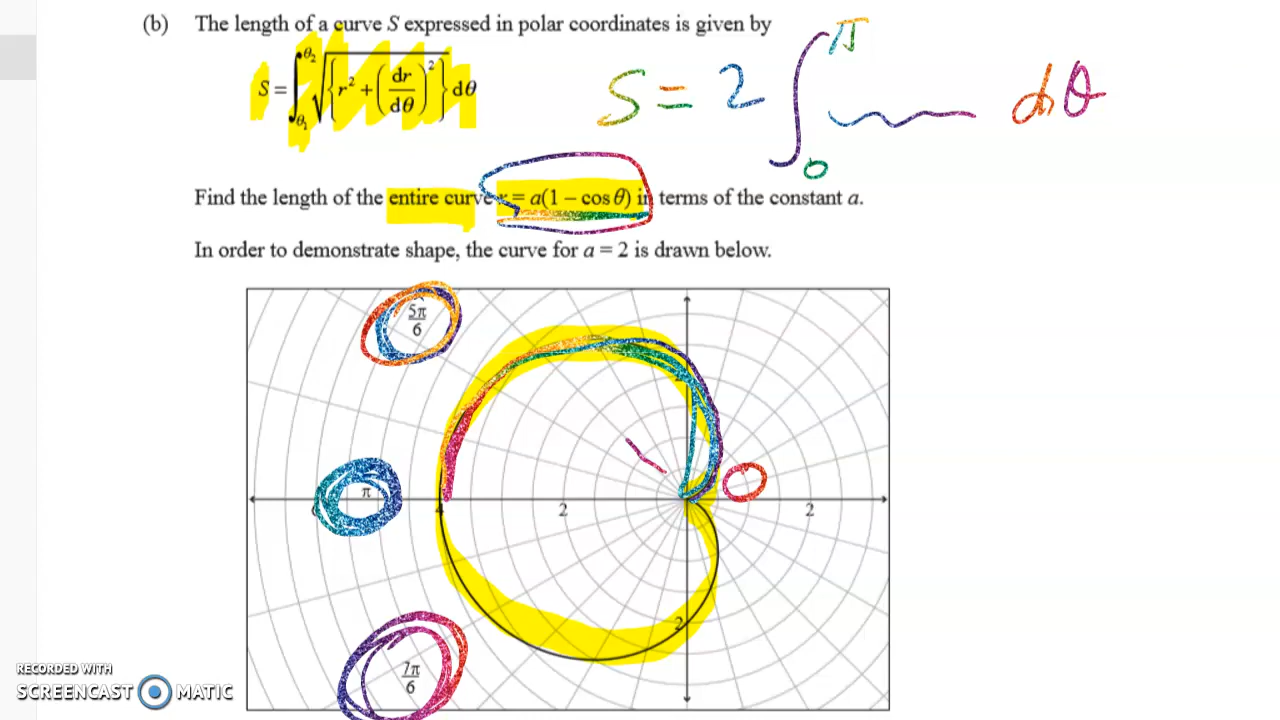 (b) The length of a curve S expressed in polar coordinates is given by
S = ∫_{θ₁}^{θ₂} √{r² + (dr/dθ)²} dθ
S = 2 ∫_0^π dθ
Find the length of the entire curve r = a(1 − cos θ) in terms of the constant a.
In order to demonstrate shape, the curve for a = 2 is drawn below.
5π/6
2
π
0
4
2
2
2
7π/6
RECORDED WITH
SCREENCAST MATIC